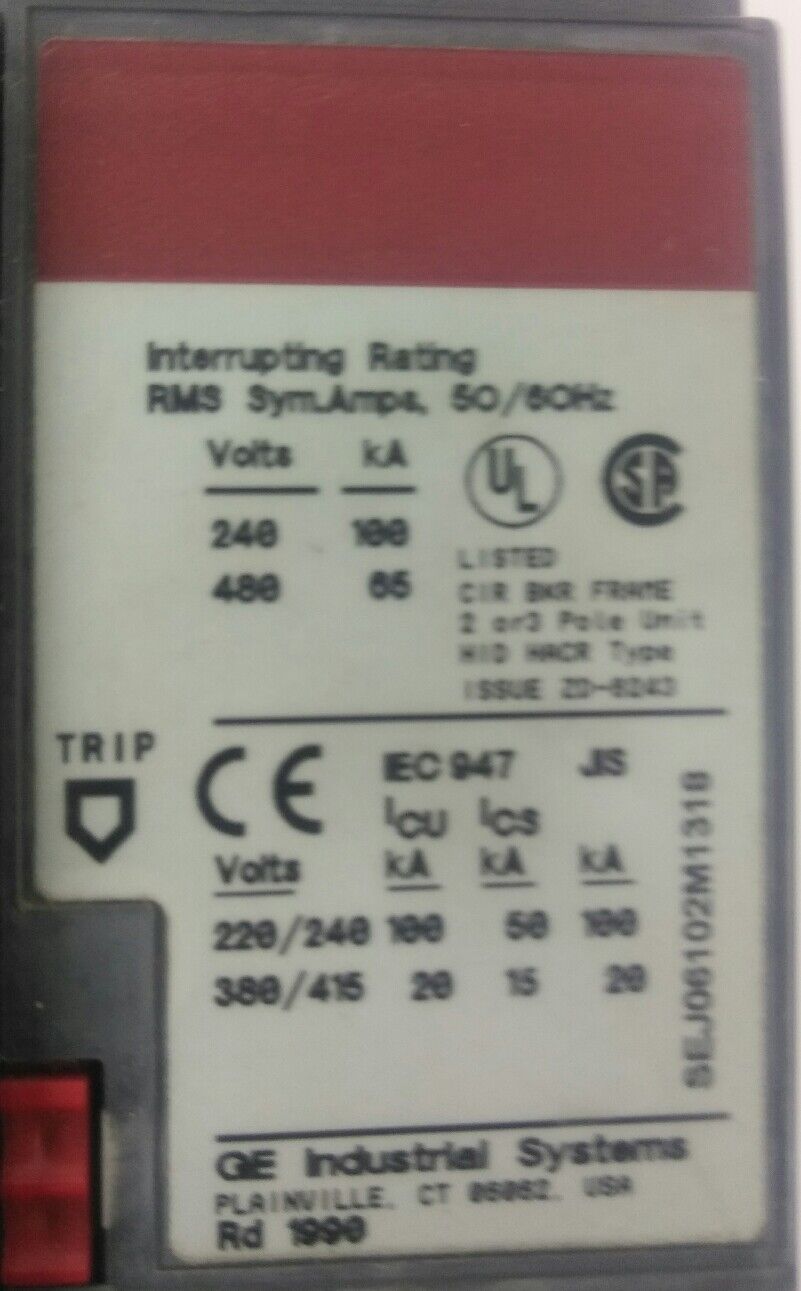 Interrupting Rating
RMS Sym.Amps, 50/60Hz
Volts kA
240 100
480 65
UL
SA
LISTED
CIR BKR FRAME
2 or3 Pole Unit
HID HACR Type
ISSUE ZD-6243
TRIP
CE IEC 947 JIS
ICU ICS
Volts kA kA kA
220/240 100 50 100
380/415 20 15 20
SEJ06102M1318
GE Industrial Systems
PLAINVILLE, CT 06062, USA
Rd 1990